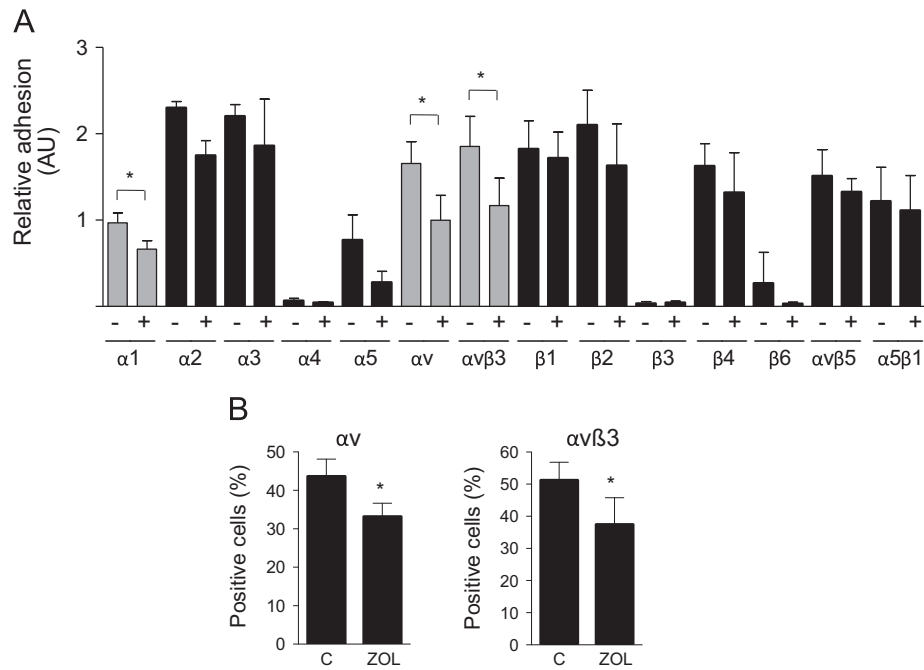 A
Relative adhesion
(AU)
3
2
1
* * *
- + - + - + - + - + - + - + - + - + - + - + - + - + - +
α1 α2 α3 α4 α5 αv αvβ3 β1 β2 β3 β4 β6 αvβ5 α5β1
B
αv
Positive cells (%)
50
40
30
20
10
0
*
C ZOL
αvß3
Positive cells (%)
60
50
40
30
20
10
0
*
C ZOL